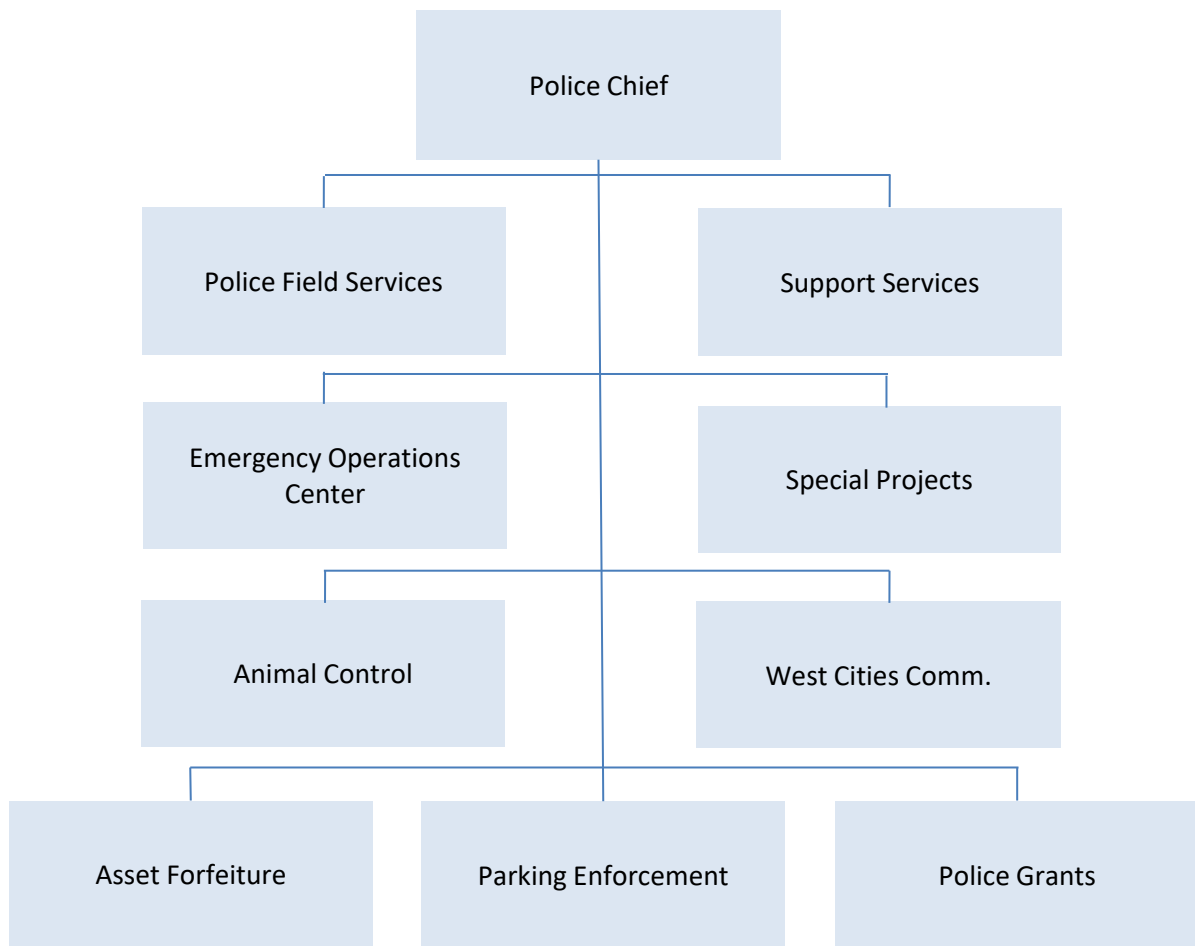 Police Chief
Police Field Services
Support Services
Emergency Operations
Center
Special Projects
Animal Control
West Cities Comm.
Asset Forfeiture
Parking Enforcement
Police Grants